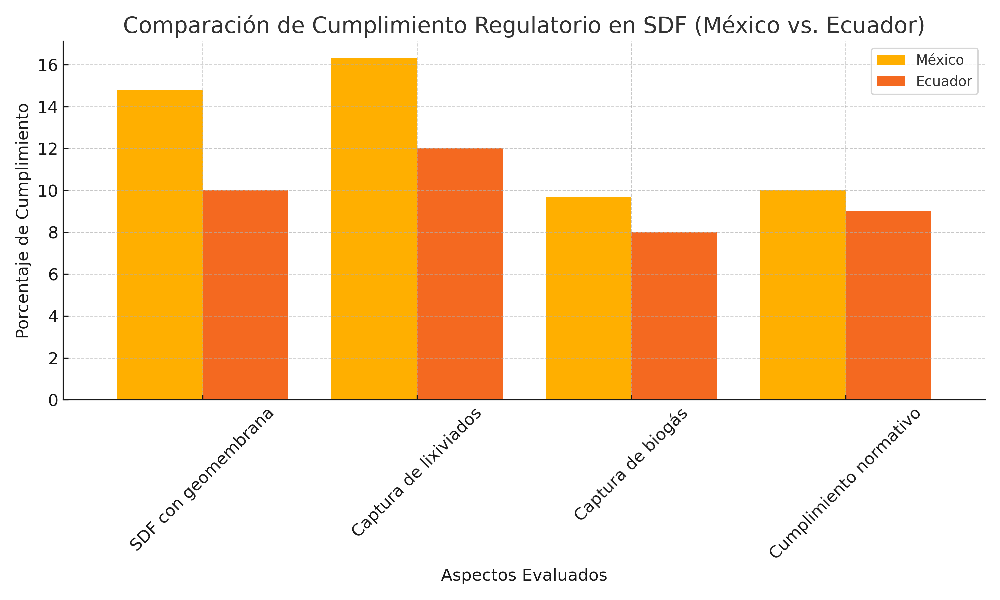 Comparación de Cumplimiento Regulatorio en SDF (México vs. Ecuador)
México
Ecuador
Porcentaje de Cumplimiento
16
14
12
10
8
6
4
2
0
SDF con geomembrana
Captura de lixiviados
Captura de biogás
Cumplimiento normativo
Aspectos Evaluados